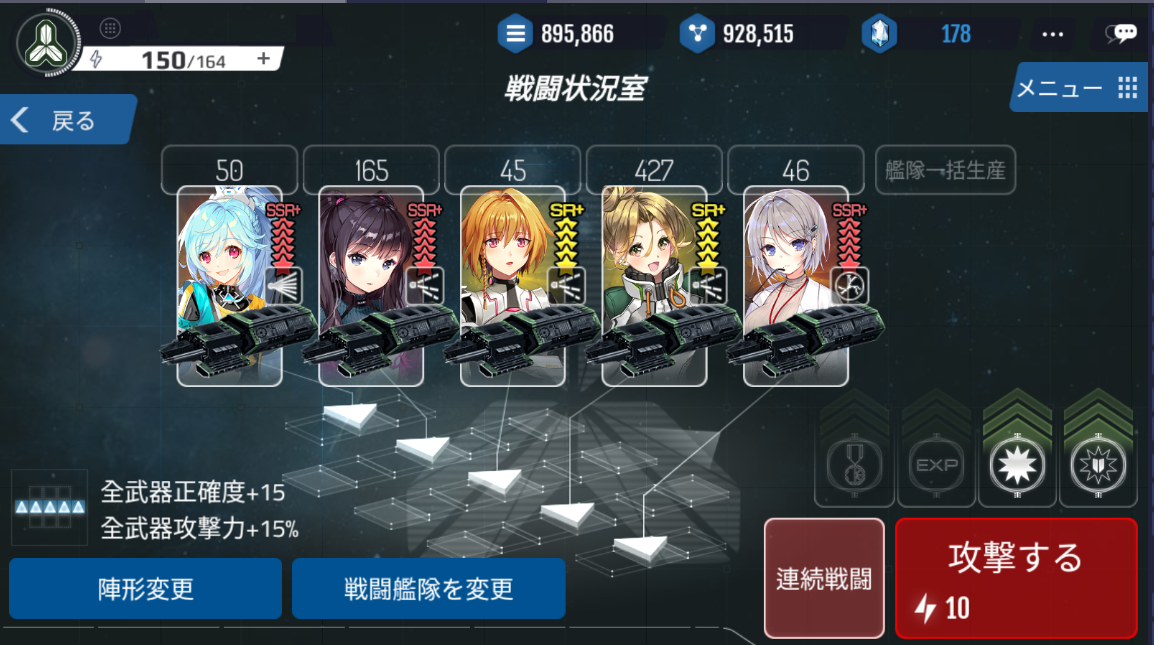 150/164 +
895,866
928,515
178
戦闘状況室
メニュー
戻る
50
165
45
427
46
艦隊一括生産
SSR+
SSR+
SR+
SR+
SSR+
EXP
全武器正確度+15
全武器攻撃力+15%
陣形変更
戦闘艦隊を変更
連続戦闘
攻撃する
10